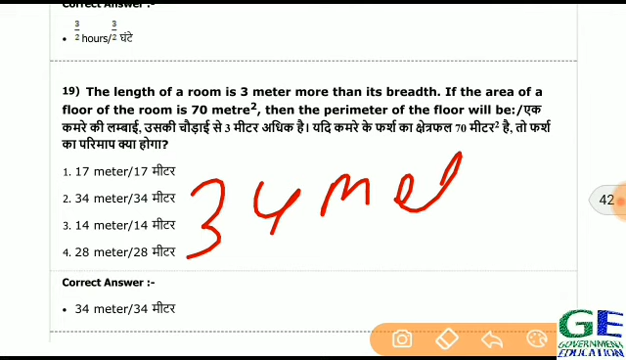 Correct Answer :-
• 3/2 hours/3/2 घंटे
19) The length of a room is 3 meter more than its breadth. If the area of a
floor of the room is 70 metre², then the perimeter of the floor will be:/एक
कमरे की लम्बाई, उसकी चौड़ाई से 3 मीटर अधिक है। यदि कमरे के फर्श का क्षेत्रफल 70 मीटर² है, तो फर्श
का परिमाप क्या होगा?
1. 17 meter/17 मीटर
2. 34 meter/34 मीटर
3. 14 meter/14 मीटर
4. 28 meter/28 मीटर
34 me
42
Correct Answer :-
• 34 meter/34 मीटर
GE
GOVERNMENT
EDUCATION